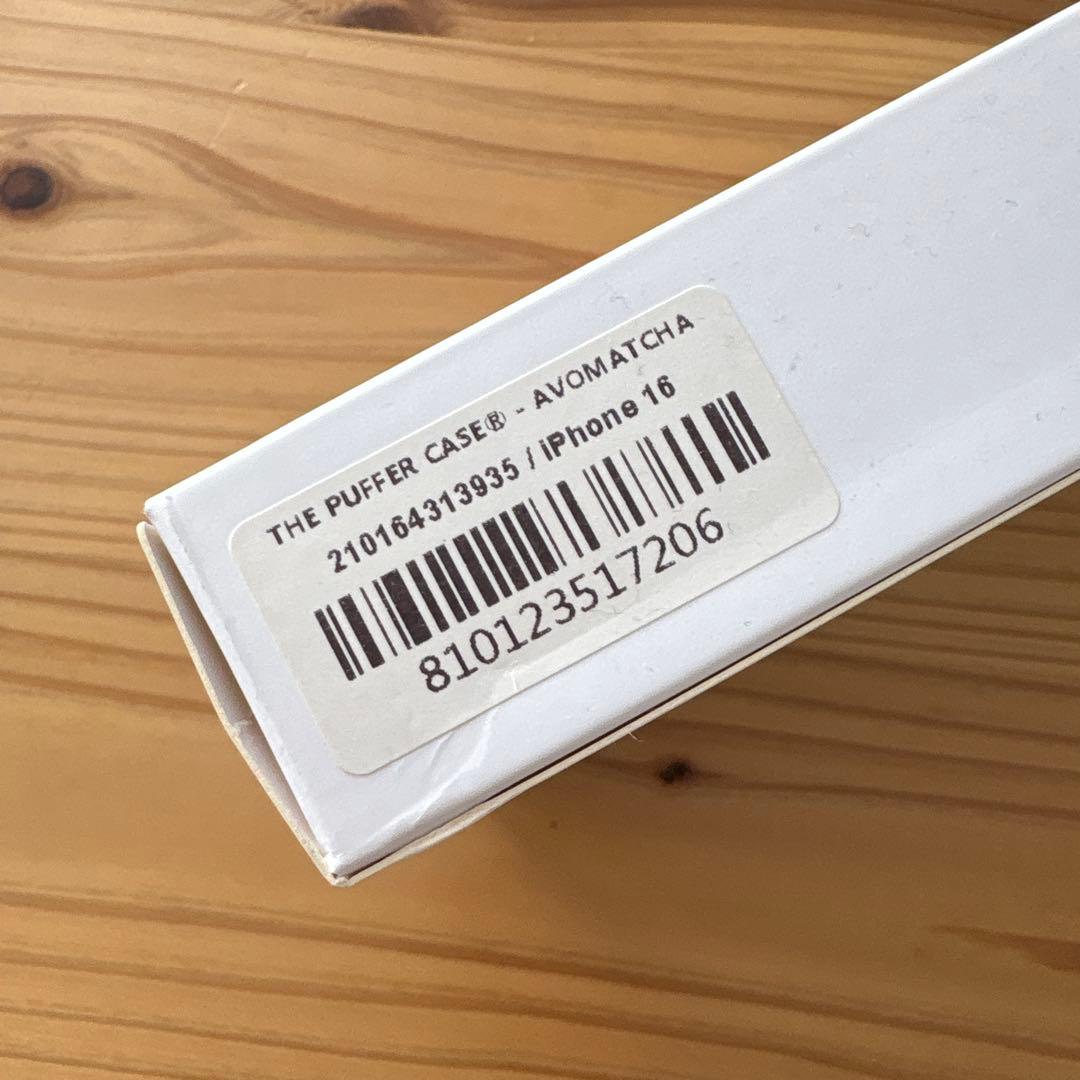 THE PUFFER CASE® - AVOMATCHA
210164313935 / iPhone 16
810123517206